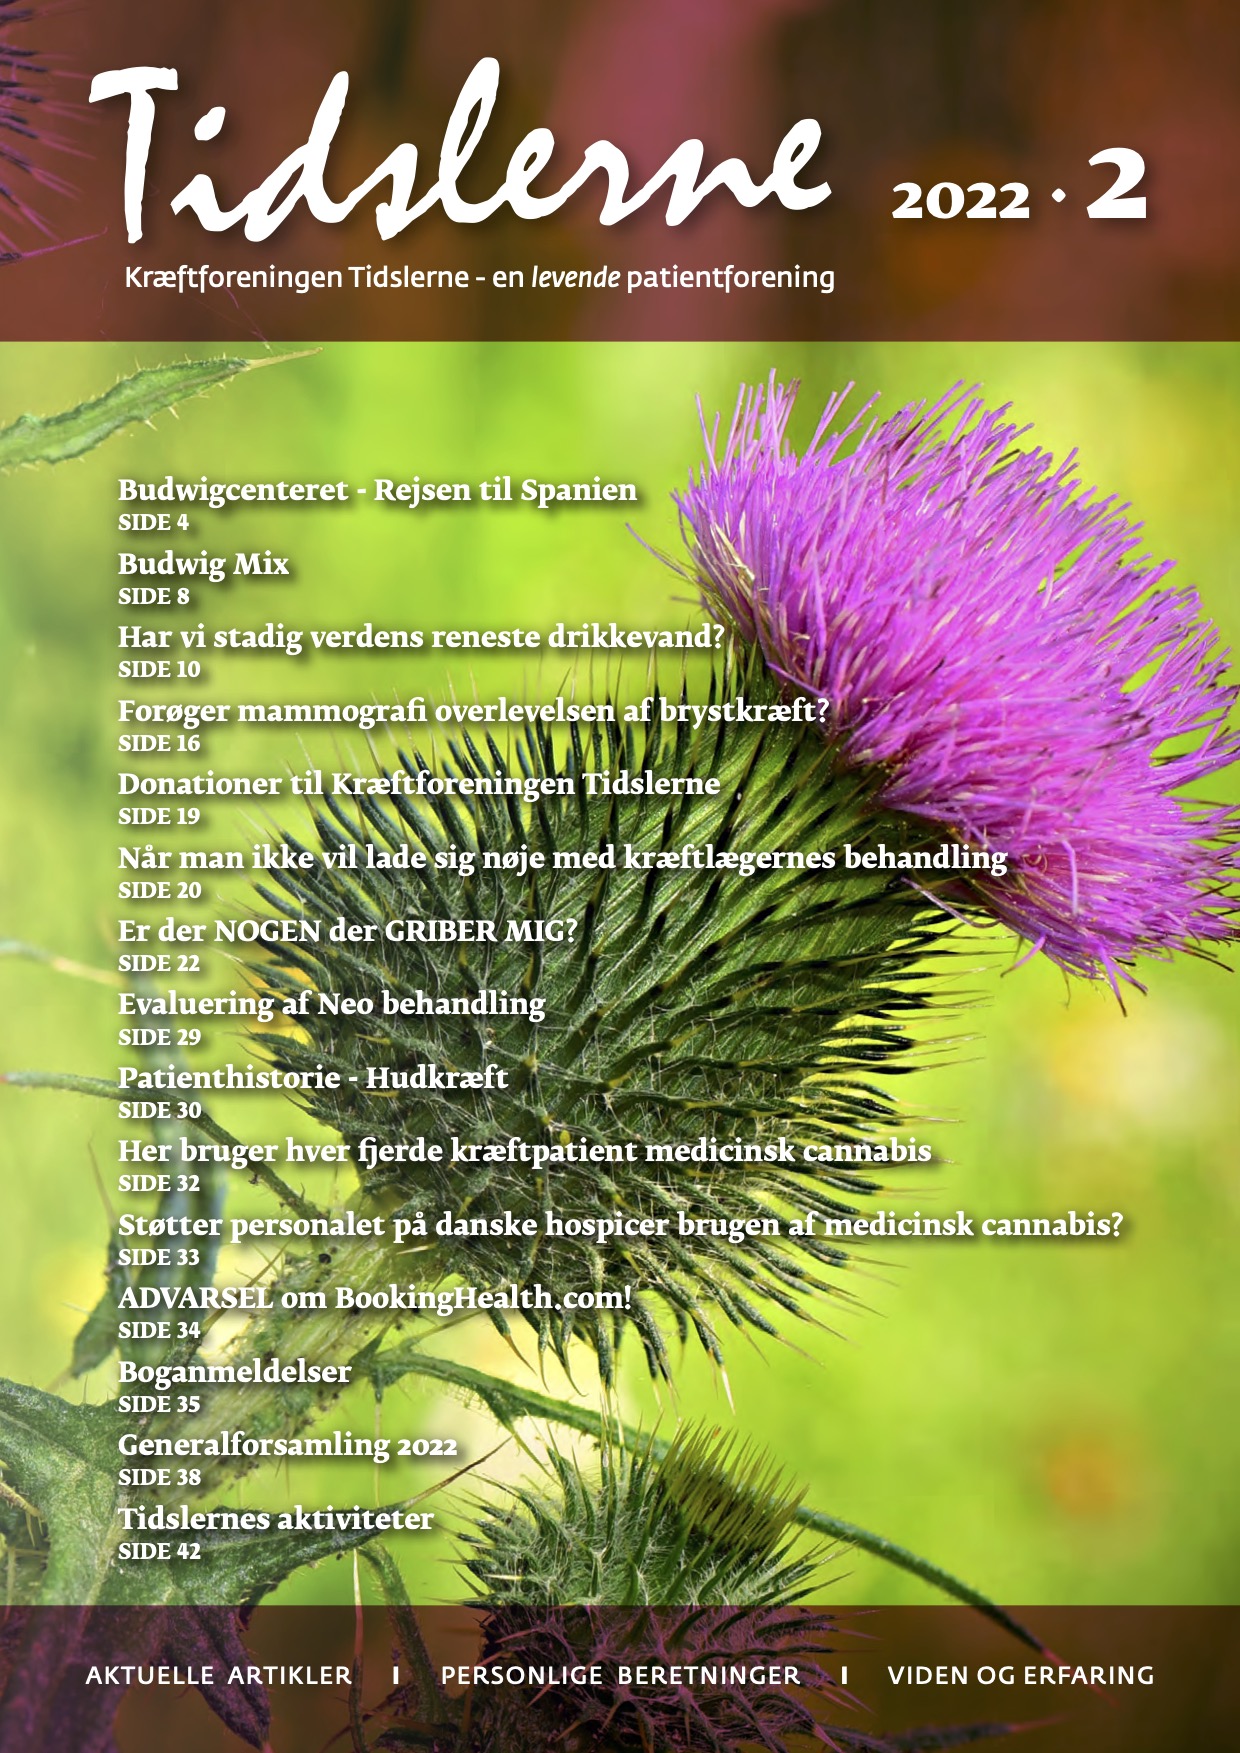 Tidslerne 2022 · 2
Kræftforeningen Tidslerne - en levende patientforening
Budwigcenteret - Rejsen til Spanien
SIDE 4
Budwig Mix
SIDE 8
Har vi stadig verdens reneste drikkevand?
SIDE 10
Forøger mammografi overlevelsen af brystkræft?
SIDE 16
Donationer til Kræftforeningen Tidslerne
SIDE 19
Når man ikke vil lade sig nøje med kræftlægernes behandling
SIDE 20
Er der NOGEN der GRIBER MIG?
SIDE 22
Evaluering af Neo behandling
SIDE 29
Patienthistorie - Hudkræft
SIDE 30
Her bruger hver fjerde kræftpatient medicinsk cannabis
SIDE 32
Støtter personalet på danske hospicer brugen af medicinsk cannabis?
SIDE 33
ADVARSEL om BookingHealth.com!
SIDE 34
Boganmeldelser
SIDE 35
Generalforsamling 2022
SIDE 38
Tidslernes aktiviteter
SIDE 42
AKTUELLE ARTIKLER I PERSONLIGE BERETNINGER I VIDEN OG ERFARING